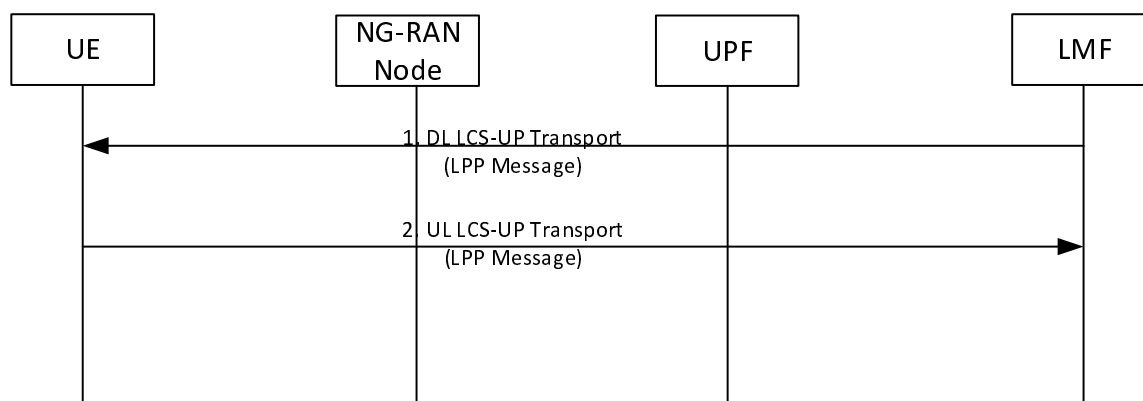 UE
NG-RAN
Node
UPF
LMF
1. DL LCS-UP Transport
(LPP Message)
2. UL LCS-UP Transport
(LPP Message)